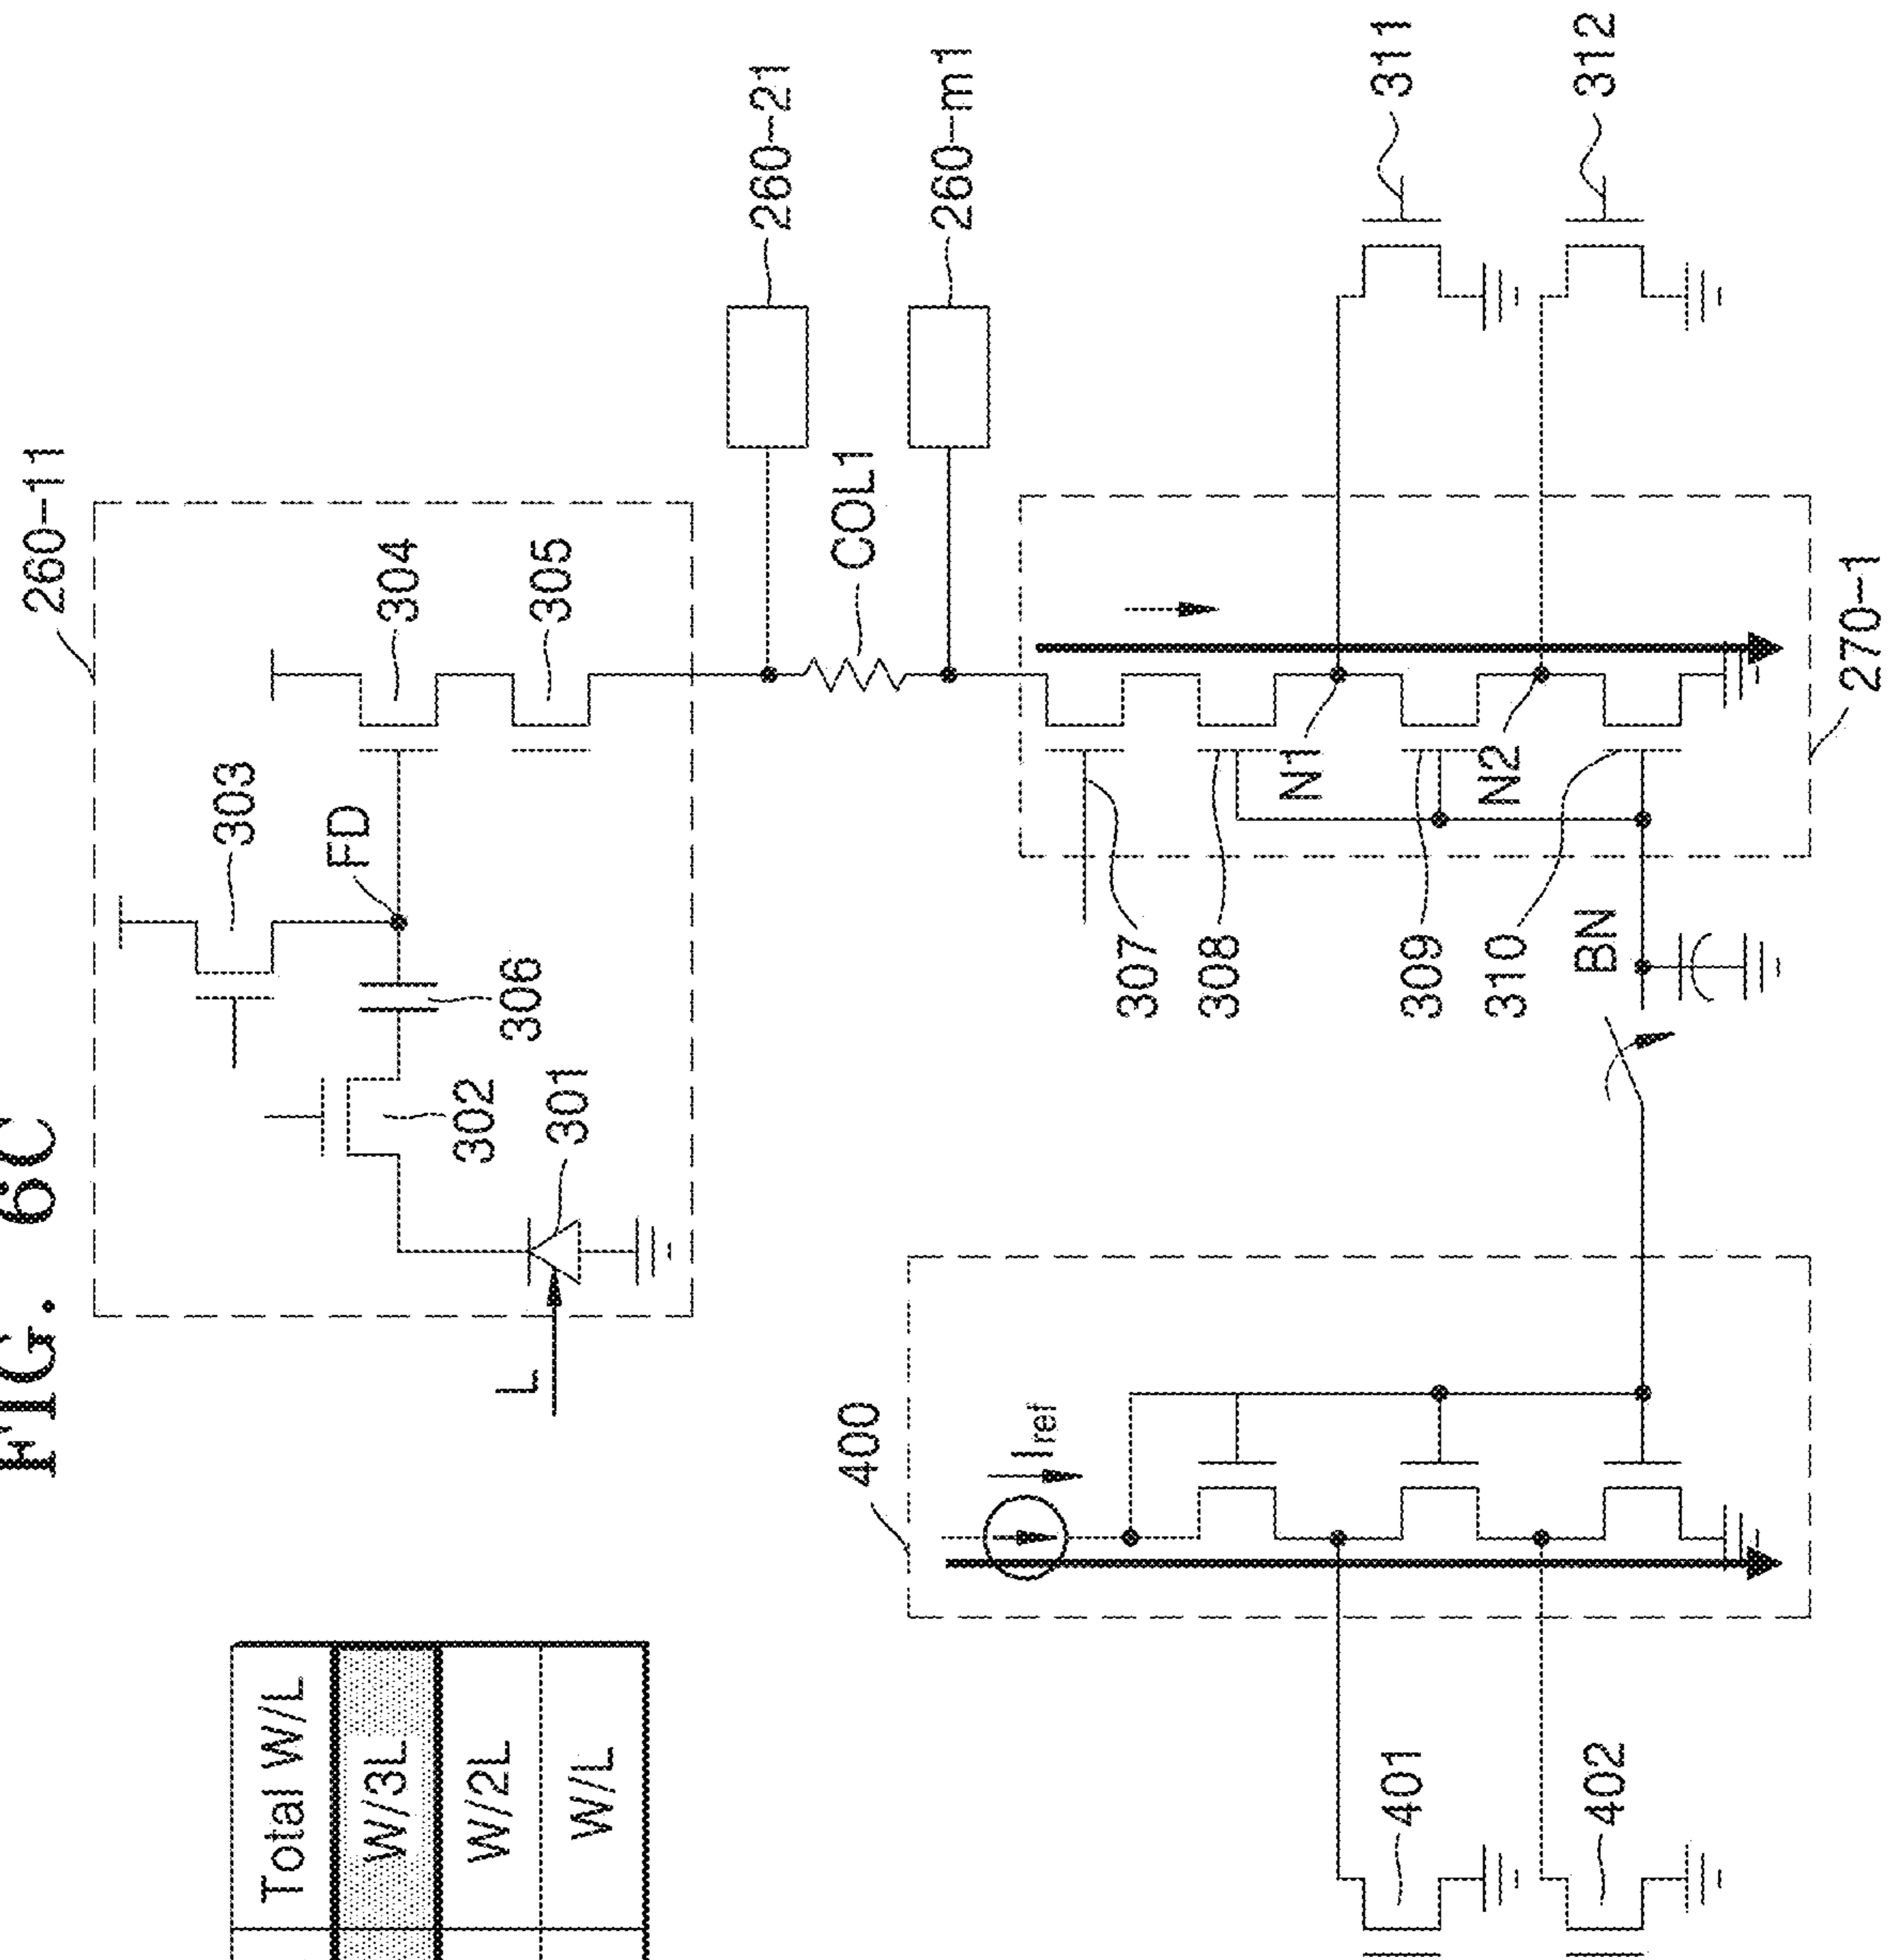 FIG. 6C
Total W/L
W/3L
W/2L
W/L
260-11
303
304
FD
305
306
302
301
L
260-21
COL1
260-m1
400
Iref
307
308
N1
309
N2
310
BN
270-1
311
312
401
402